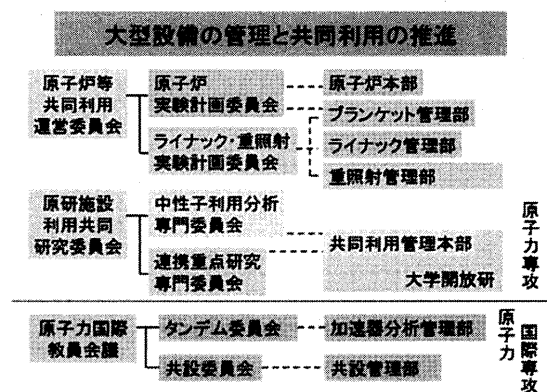 大型設備の管理と共同利用の推進
原子炉等
共同利用
運営委員会
原子炉
実験計画委員会
ライナック・重照射
実験計画委員会
原子炉本部
ブランケット管理部
ライナック管理部
重照射管理部
原研施設
利用共同
研究委員会
中性子利用分析
専門委員会
連携重点研究
専門委員会
共同利用管理本部
大学開放研
原子力専攻
原子力国際
教員会議
タンデム委員会
共設委員会
加速器分析管理部
共設管理部
原子力
国際専攻